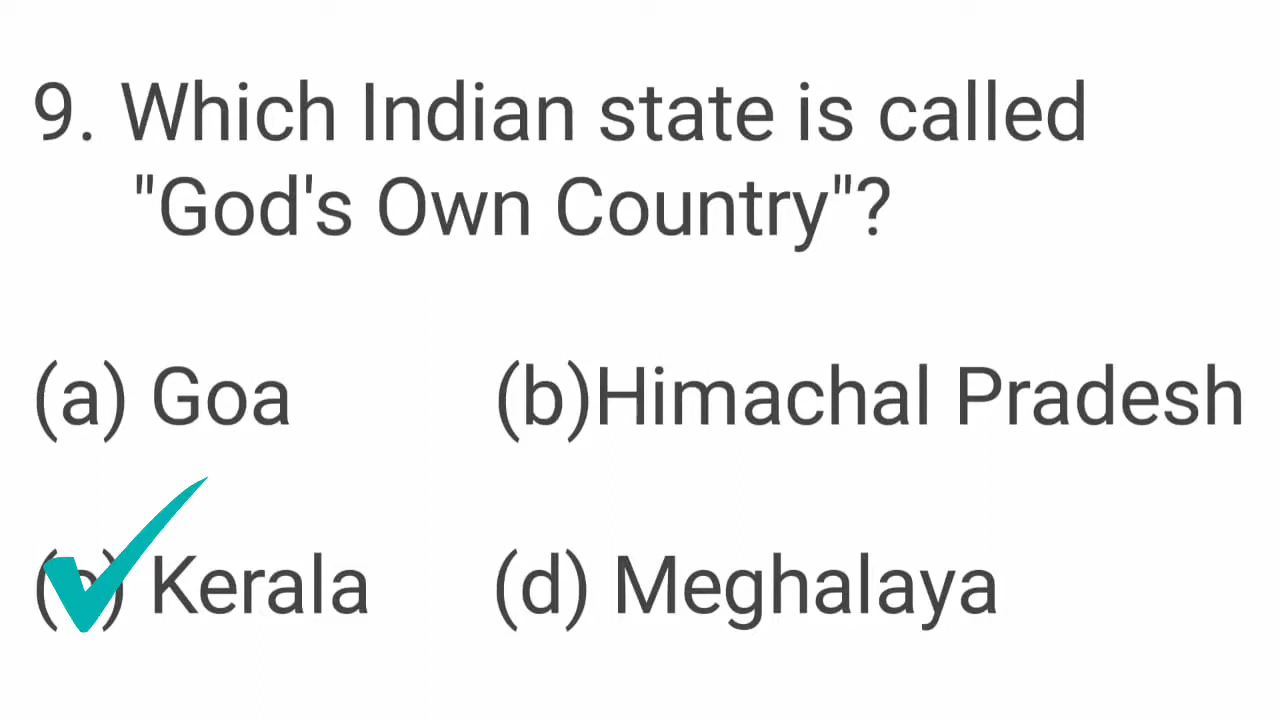 9. Which Indian state is called
"God's Own Country"?
(a) Goa (b)Himachal Pradesh
(c) Kerala (d) Meghalaya